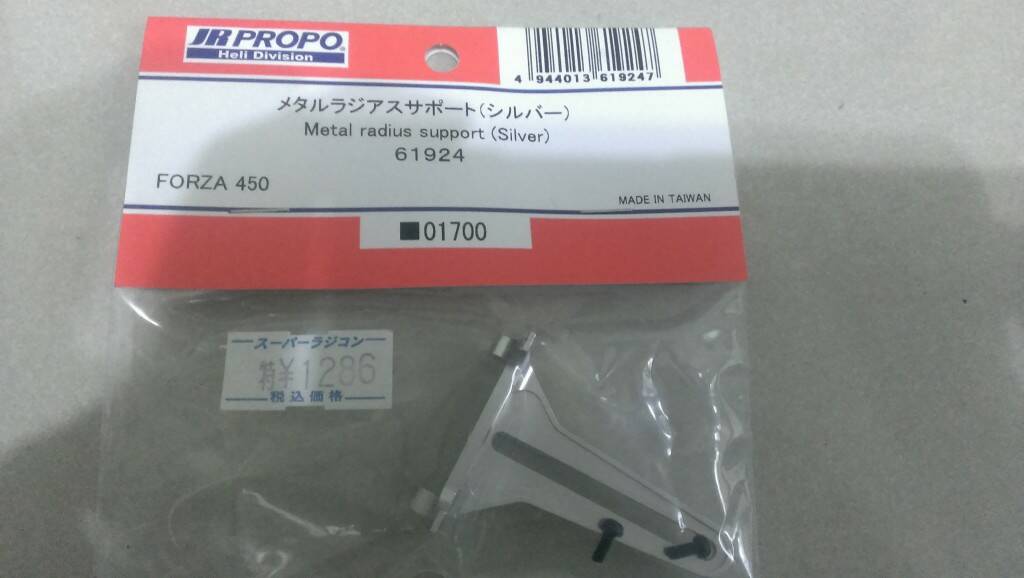 JR PROPO®
Heli Division
4 944013 619247
メタルラジアスサポート(シルバー)
Metal radius support (Silver)
61924
FORZA 450
MADE IN TAIWAN
■01700
スーパーラジコン
特¥1286
税込価格